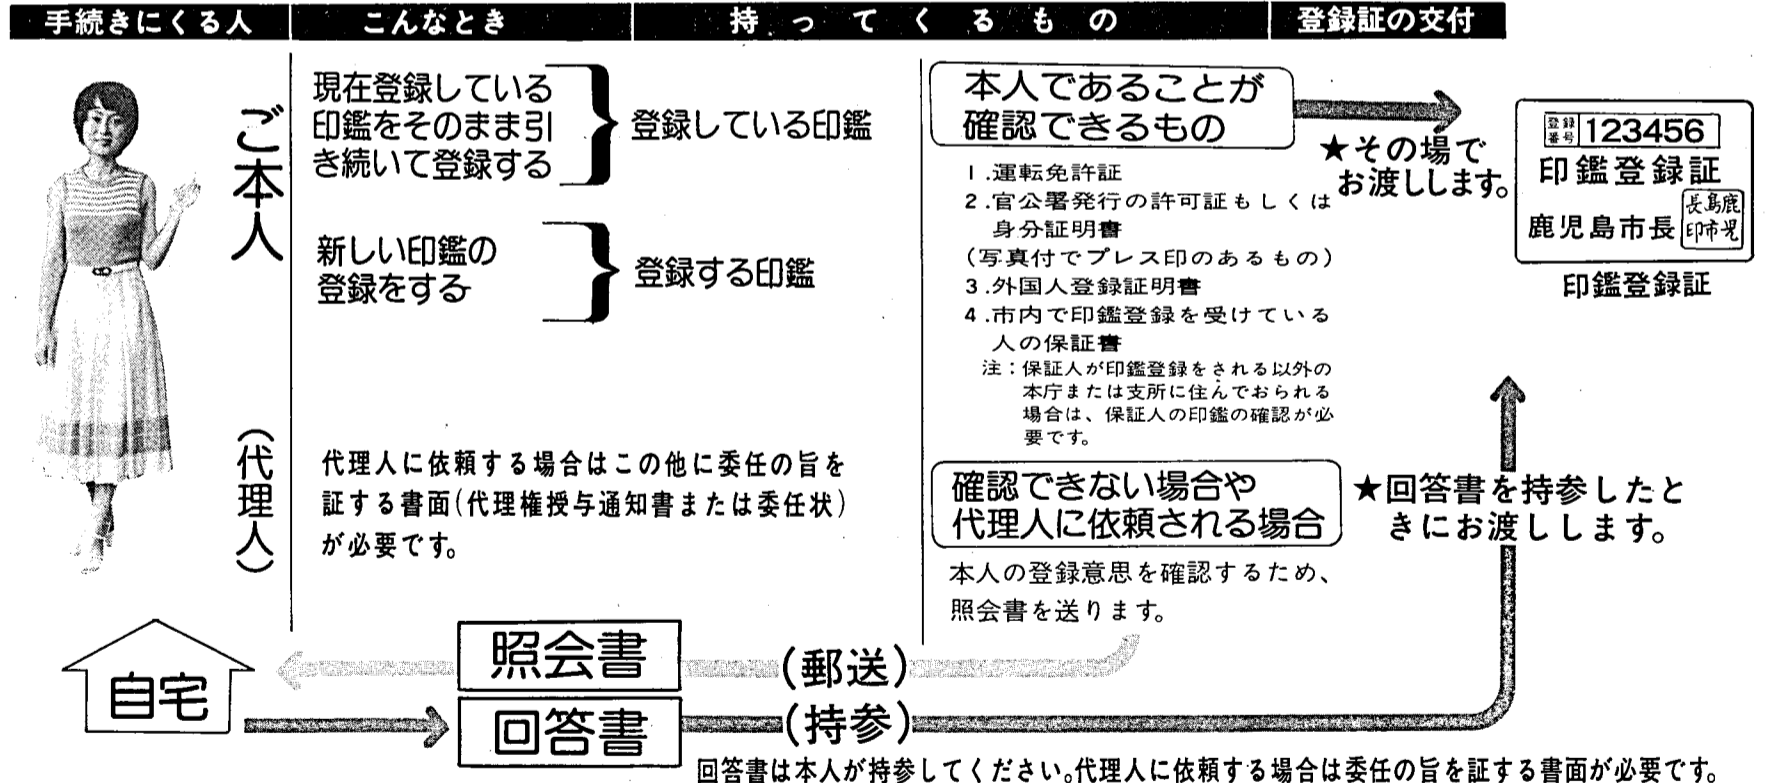 手続きにくる人
こんなとき
持ってくるもの
登録証の交付
ご本人
現在登録している
印鑑をそのまま引
き続いて登録する
登録している印鑑
新しい印鑑の
登録をする
登録する印鑑
本人であることが
確認できるもの
1.運転免許証
2.官公署発行の許可証もしくは
身分証明書
(写真付でプレス印のあるもの)
3.外国人登録証明書
4.市内で印鑑登録を受けている
人の保証書
注:保証人が印鑑登録をされる以外の
本庁または支所に住んでおられる
場合は、保証人の印鑑の確認が必
要です。
★その場で
お渡しします。
登録
番号 123456
印鑑登録証
鹿児島市長
印鑑登録証
(代理人)
代理人に依頼する場合はこの他に委任の旨を
証する書面(代理権授与通知書または委任状)
が必要です。
確認できない場合や
代理人に依頼される場合
本人の登録意思を確認するため、
照会書を送ります。
★回答書を持参したと
きにお渡しします。
自宅
照会書
(郵送)
回答書
(持参)
回答書は本人が持参してください。代理人に依頼する場合は委任の旨を証する書面が必要です。